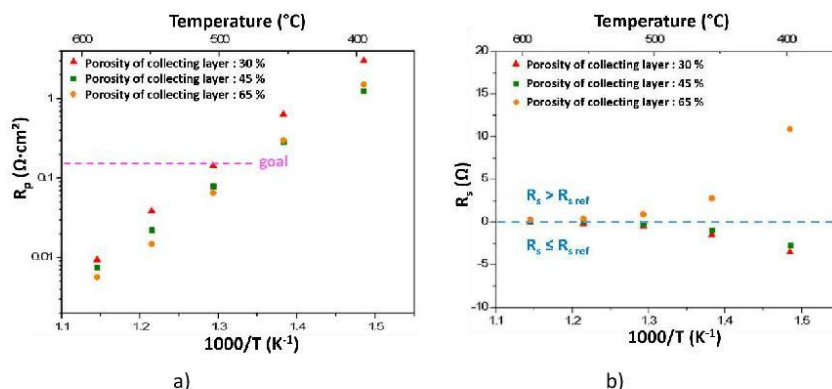 Temperature (°C)
600 500 400
Porosity of collecting layer : 30 %
Porosity of collecting layer : 45 %
Porosity of collecting layer : 65 %
1
goal
0.1
0.01
Rp (Ω·cm²)
1.1 1.2 1.3 1.4 1.5
1000/T (K⁻¹)
a)
Temperature (°C)
600 500 400
20
Porosity of collecting layer : 30 %
15
Porosity of collecting layer : 45 %
Porosity of collecting layer : 65 %
10
5
Rs (Ω)
Rs > Rs ref
0
Rs ≤ Rs ref
-5
-10
1.1 1.2 1.3 1.4 1.5
1000/T (K⁻¹)
b)